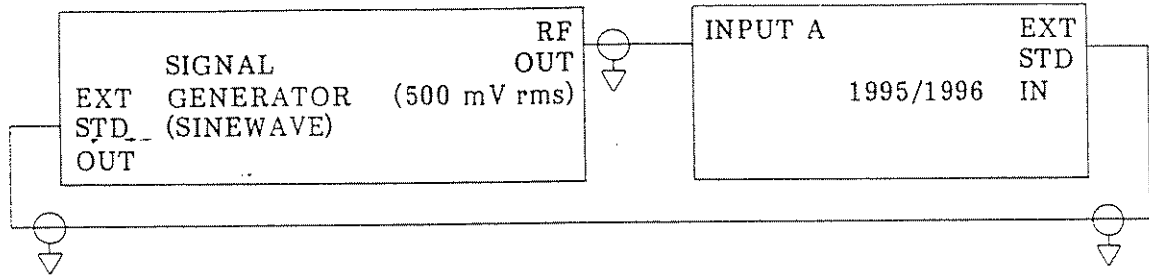 RF
OUT
SIGNAL
EXT GENERATOR (500 mV rms)
STD (SINEWAVE)
OUT
INPUT A EXT
STD
1995/1996 IN